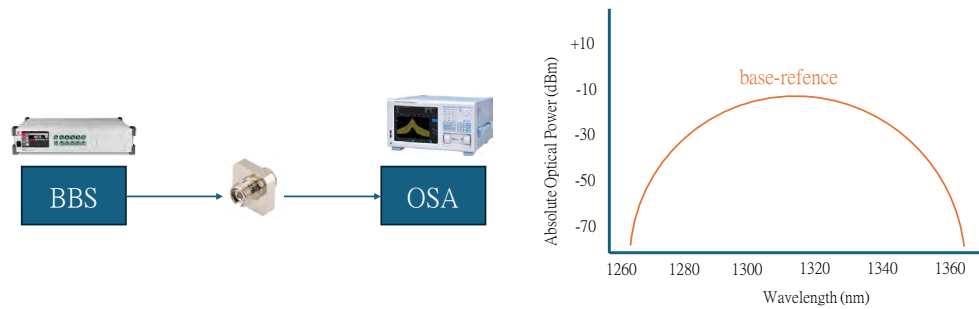 BBS
OSA
base-refence
Absolute Optical Power (dBm)
+10
-10
-30
-50
-70
1260 1280 1300 1320 1340 1360
Wavelength (nm)